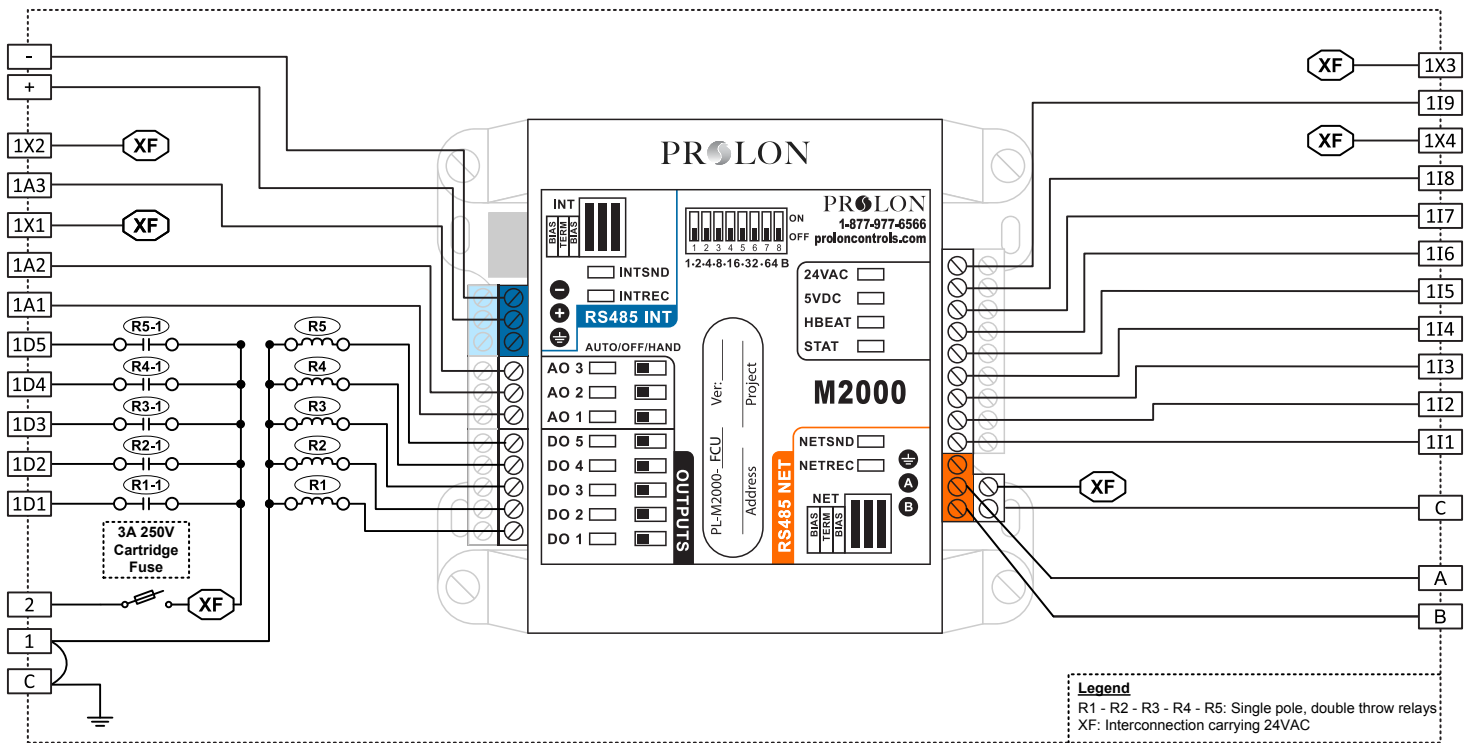 -
+
1X2
XF
1A3
1X1
XF
1A2
1A1
1D5
R5-1
R5
1D4
R4-1
R4
1D3
R3-1
R3
1D2
R2-1
R2
1D1
R1-1
R1
3A 250V
Cartridge
Fuse
2
XF
1
C
PROLON
INT
BIAS
TERM
BIAS
INTSND
INTREC
RS485 INT
- 
+
AUTO/OFF/HAND
AO 3
AO 2
AO 1
DO 5
DO 4
DO 3
DO 2
DO 1
OUTPUTS
ON
OFF
1 2 3 4 5 6 7 8
1-2-4-8-16-32-64 B
PROLON
1-877-977-6566
proloncontrols.com
24VAC
5VDC
HBEAT
STAT
M2000
PL-M2000-_FCU
Ver:
Address
Project
RS485 NET
NETSND
NETREC
A
B
NET
BIAS
TERM
BIAS
XF
1X3
1I9
XF
1X4
1I8
1I7
1I6
1I5
1I4
1I3
1I2
1I1
XF
C
A
B
Legend
R1 - R2 - R3 - R4 - R5: Single pole, double throw relays
XF: Interconnection carrying 24VAC